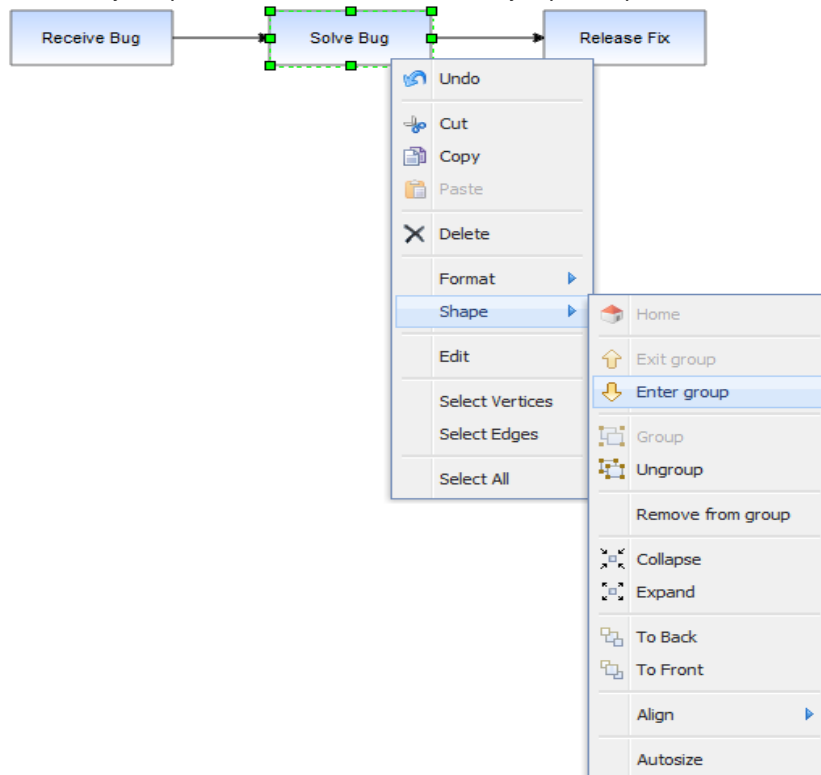 Receive Bug
Solve Bug
Release Fix
Undo
Cut
Copy
Paste
Delete
Format
Shape
Edit
Select Vertices
Select Edges
Select All
Home
Exit group
Enter group
Group
Ungroup
Remove from group
Collapse
Expand
To Back
To Front
Align
Autosize